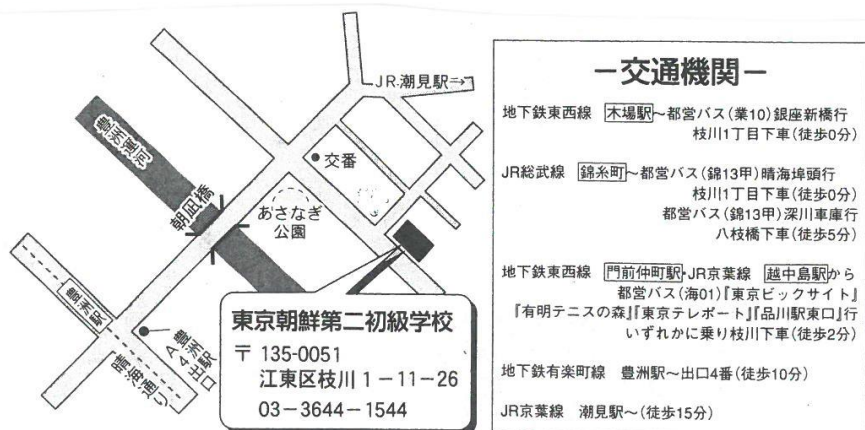 JR.潮見駅→
豊洲運河
交番
朝凪橋
あさなぎ
公園
豊洲駅
豊洲駅
A4出口
晴海通り
東京朝鮮第二初級学校
〒 135-0051
江東区枝川1-11-26
03-3644-1544
－交通機関－
地下鉄東西線 木場駅～都営バス(業10)銀座新橋行
枝川1丁目下車(徒歩0分)
JR総武線 錦糸町～都営バス(錦13甲)晴海埠頭行
枝川1丁目下車(徒歩0分)
都営バス(錦13甲)深川車庫行
八枝橋下車(徒歩5分)
地下鉄東西線 門前仲町駅・JR京葉線 越中島駅から
都営バス(海01)『東京ビックサイト』
『有明テニスの森』『東京テレポート』『品川駅東口』行
いずれかに乗り枝川下車(徒歩2分)
地下鉄有楽町線 豊洲駅～出口4番(徒歩10分)
JR京葉線 潮見駅～(徒歩15分)